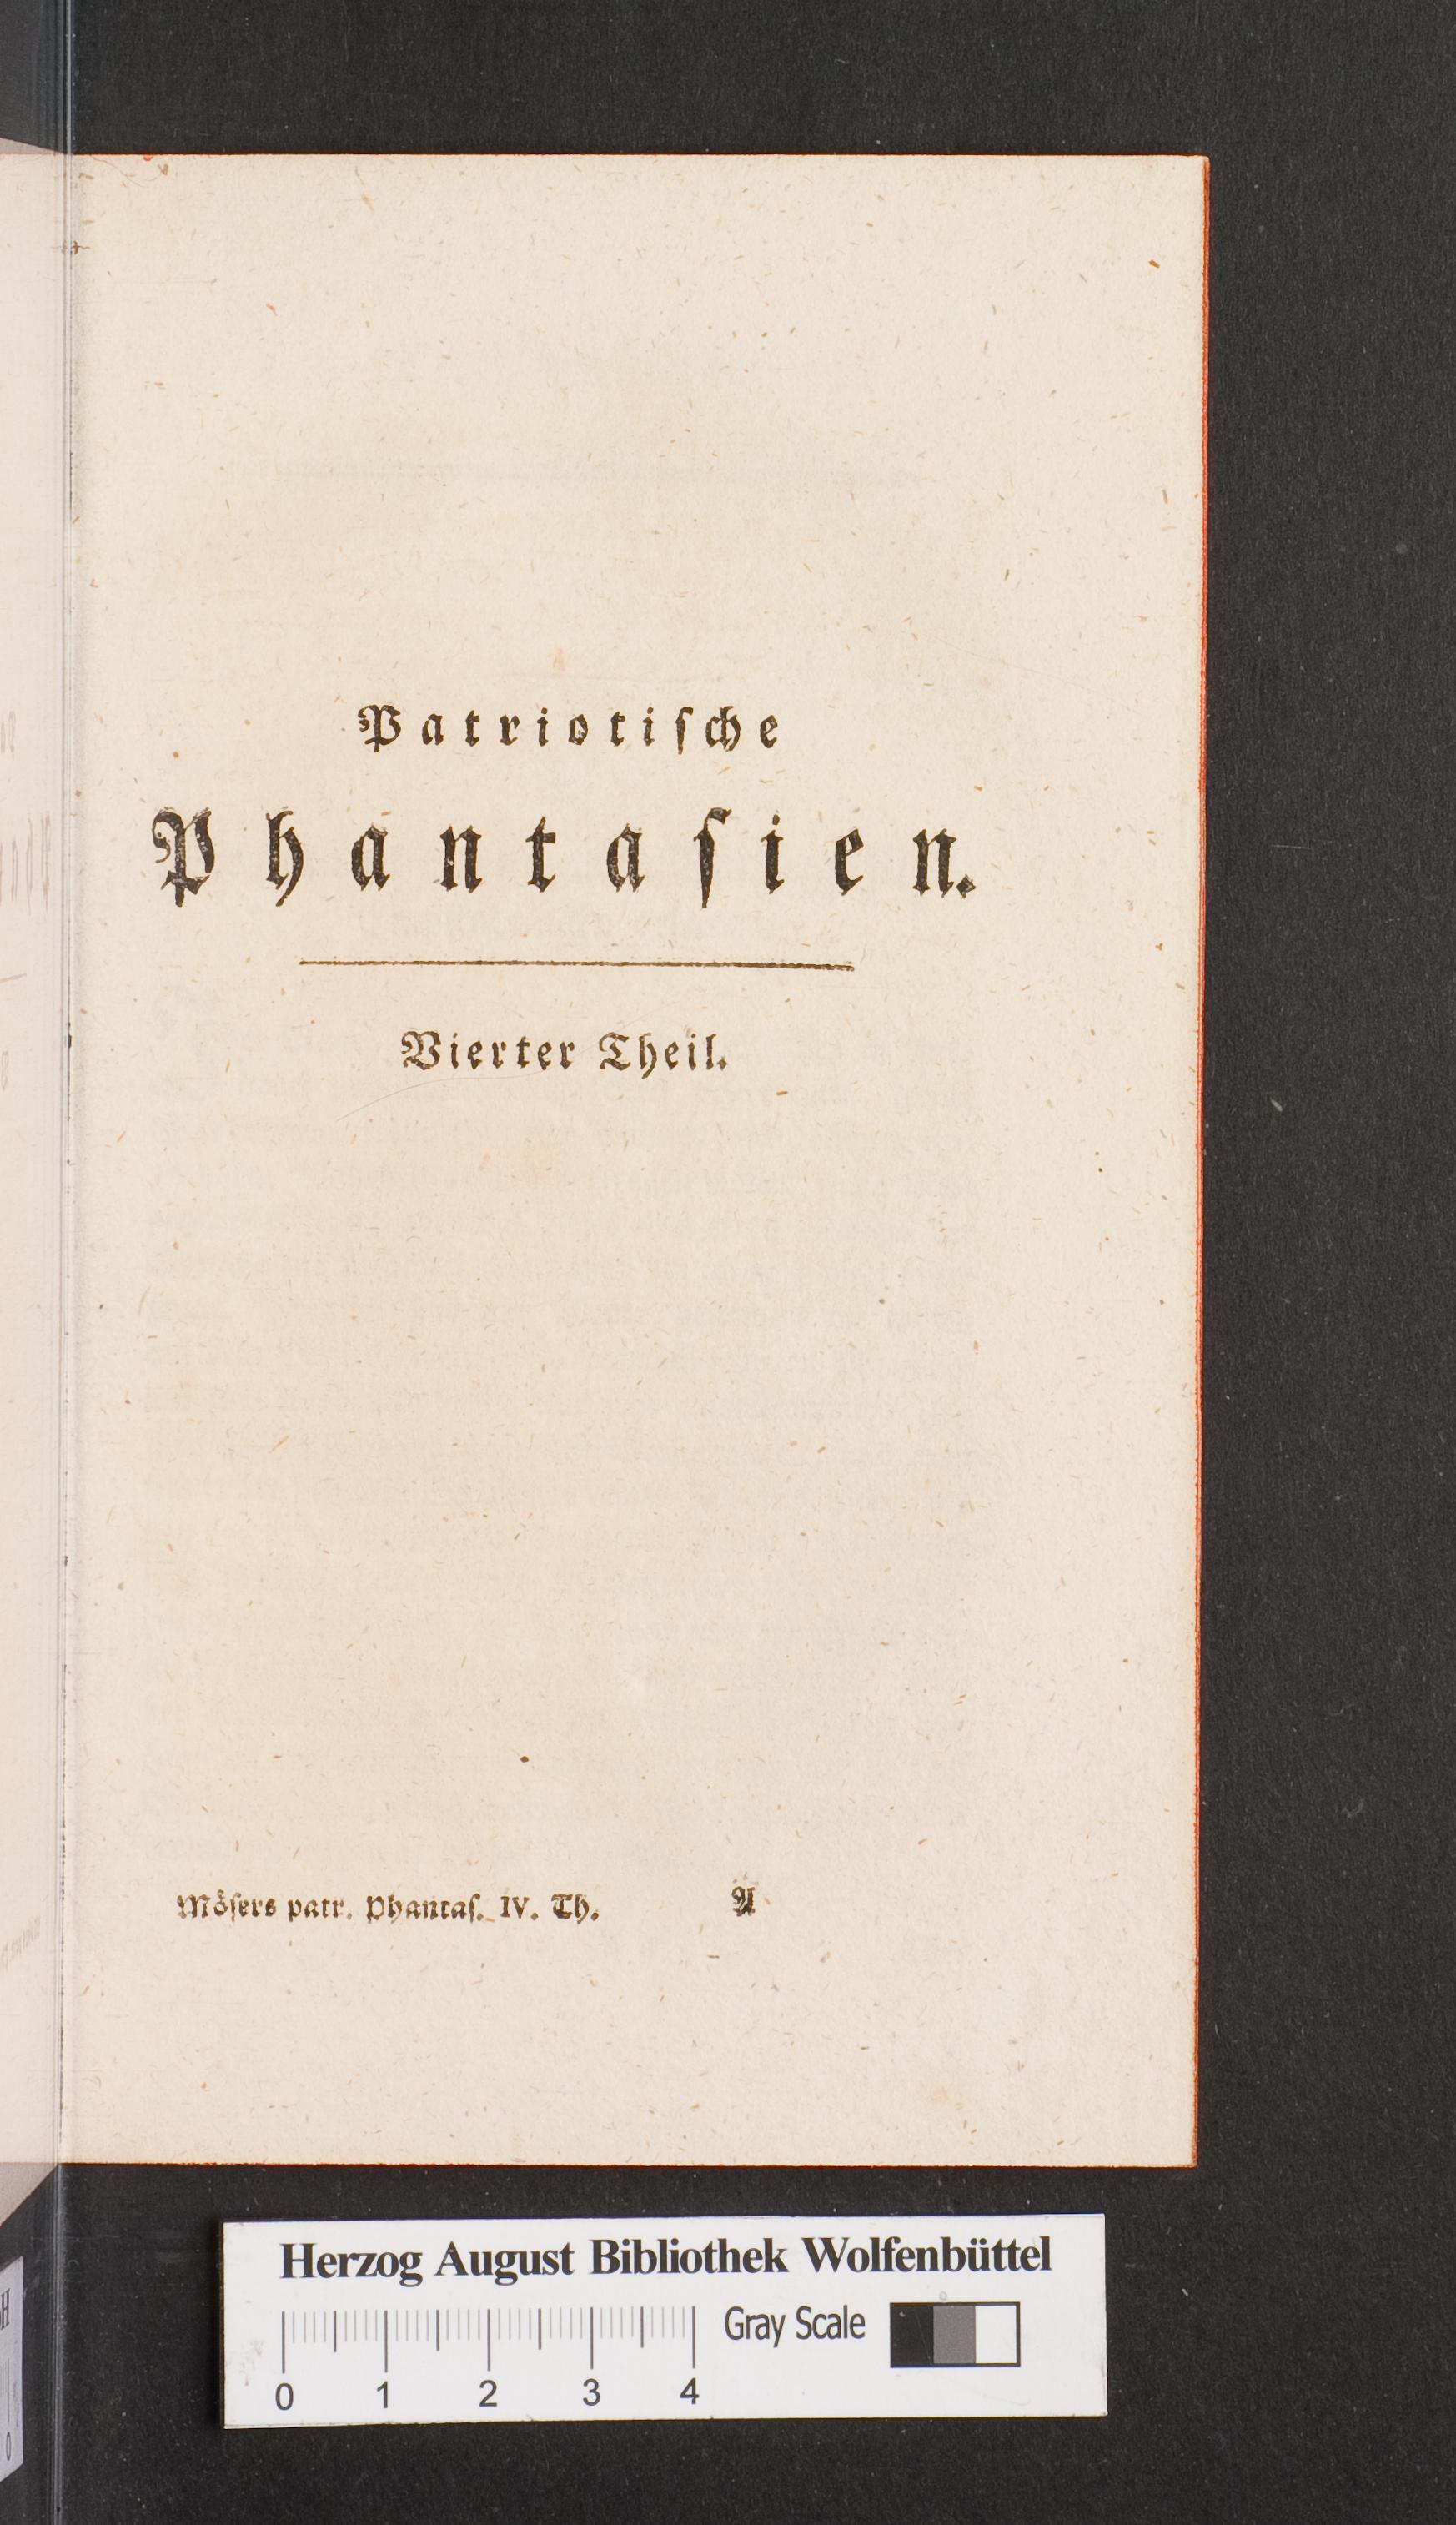 Patriotiſche
Phantaſien.
Vierter Theil.
Möſers patr. Phantaſ. IV. Th. A
Herzog August Bibliothek Wolfenbüttel
Gray Scale
0 1 2 3 4